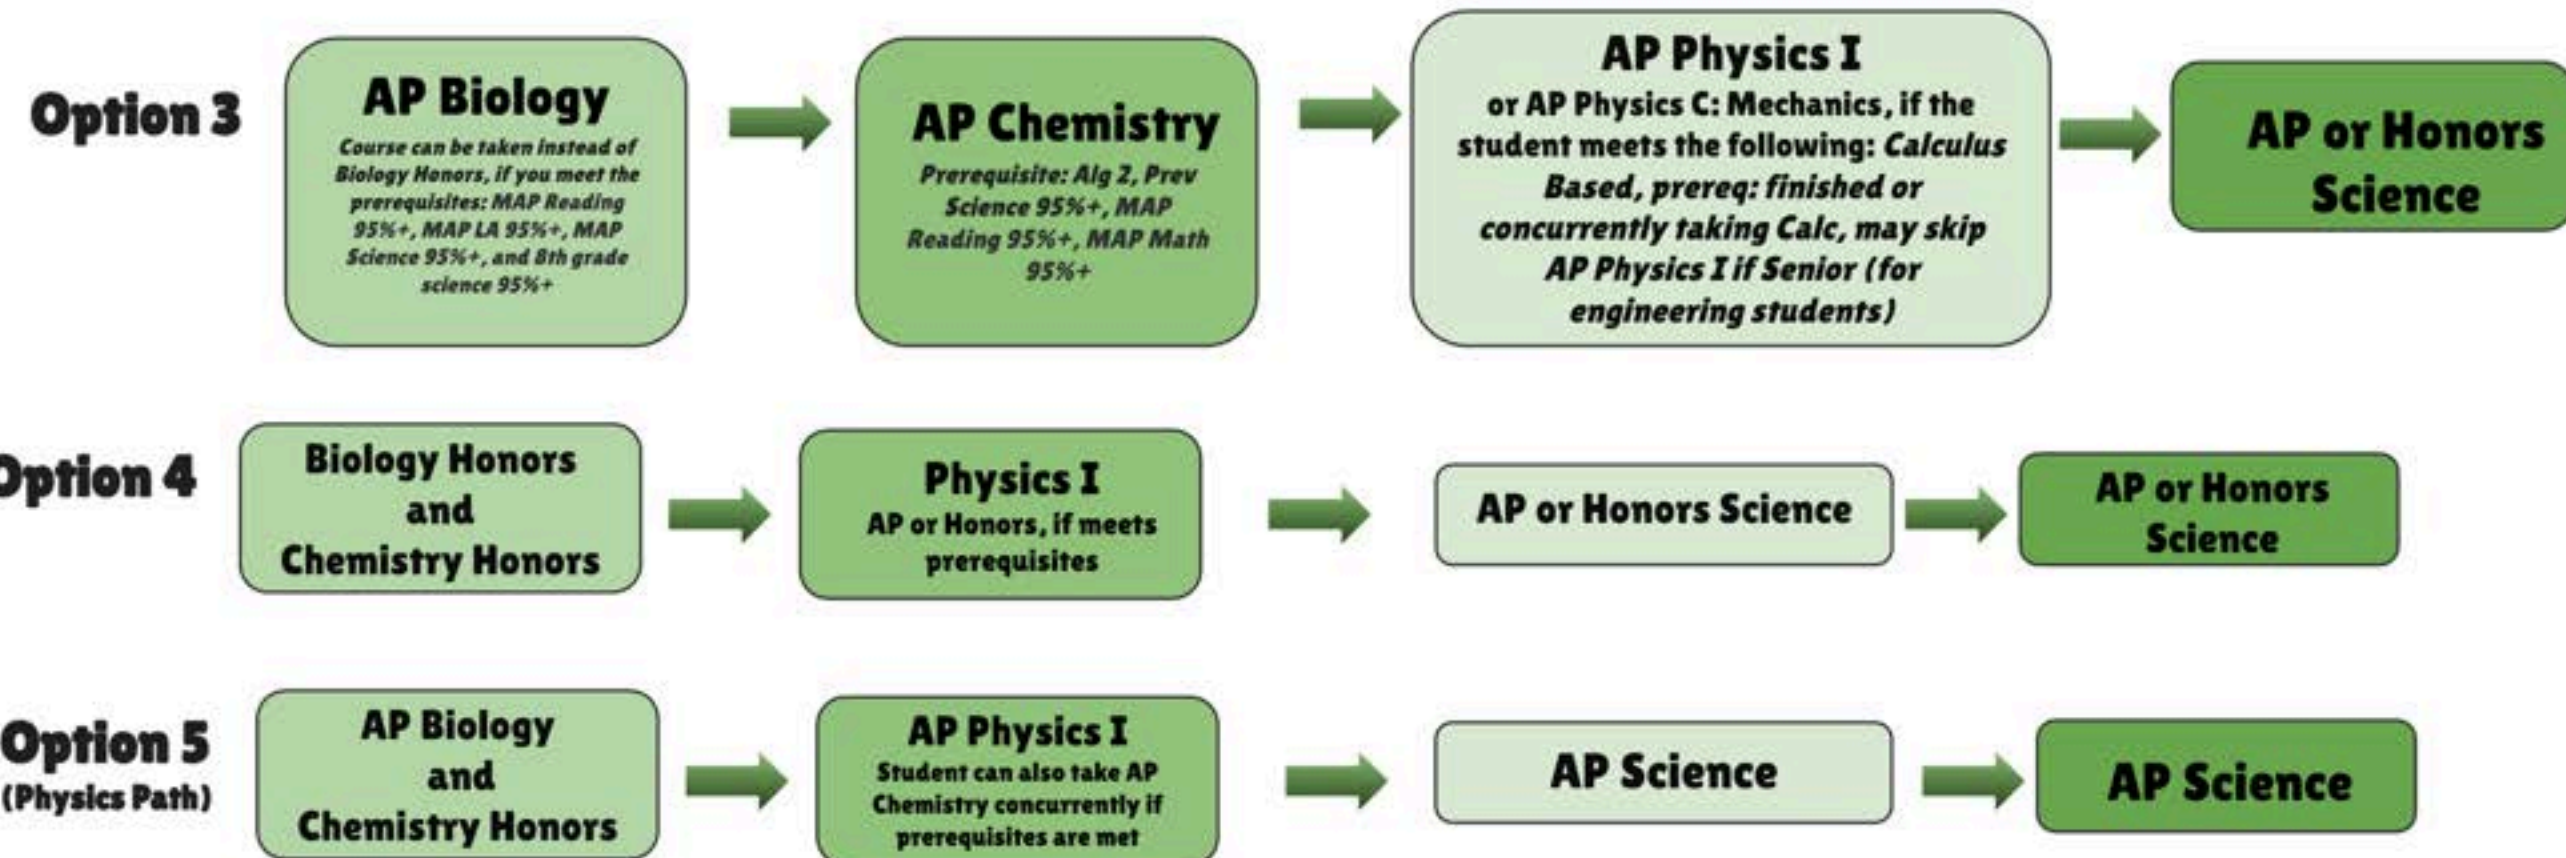 Option 3
AP Biology
Course can be taken instead of
Biology Honors, if you meet the
prerequisites: MAP Reading
95%+, MAP LA 95%+, MAP
Science 95%+, and 8th grade
science 95%+
AP Chemistry
Prerequisite: Alg 2, Prev
Science 95%+, MAP
Reading 95%+, MAP Math
95%+
AP Physics I
or AP Physics C: Mechanics, if the
student meets the following: Calculus
Based, prereq: finished or
concurrently taking Calc, may skip
AP Physics I if Senior (for
engineering students)
AP or Honors
Science
Option 4
Biology Honors
and
Chemistry Honors
Physics I
AP or Honors, if meets
prerequisites
AP or Honors Science
AP or Honors
Science
Option 5
(Physics Path)
AP Biology
and
Chemistry Honors
AP Physics I
Student can also take AP
Chemistry concurrently if
prerequisites are met
AP Science
AP Science